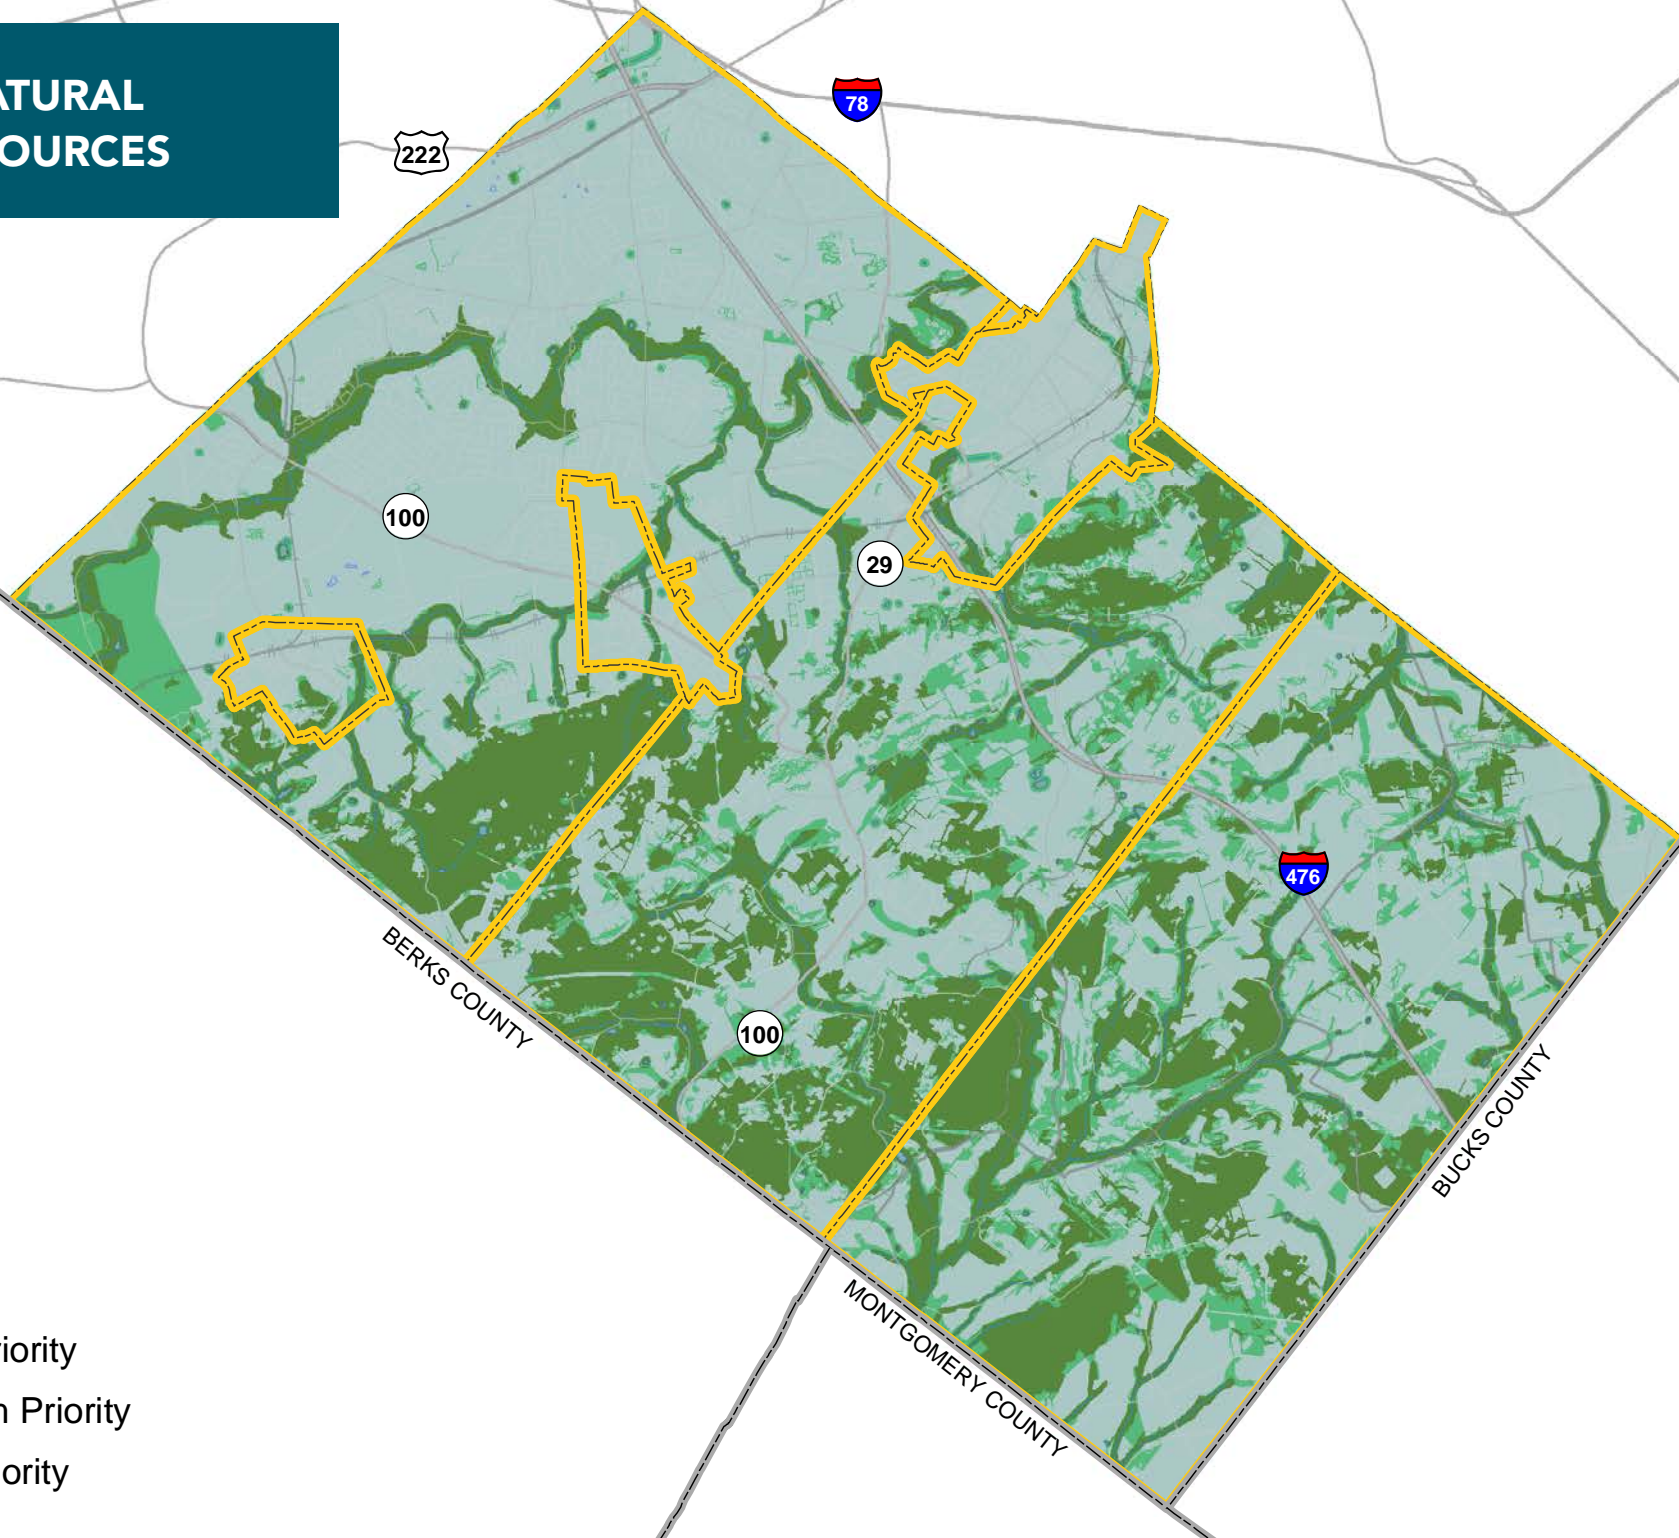 ATURAL
OURCES
78
222
100
29
476
BERKS COUNTY
100
BUCKS COUNTY
MONTGOMERY COUNTY
iority
n Priority
ority